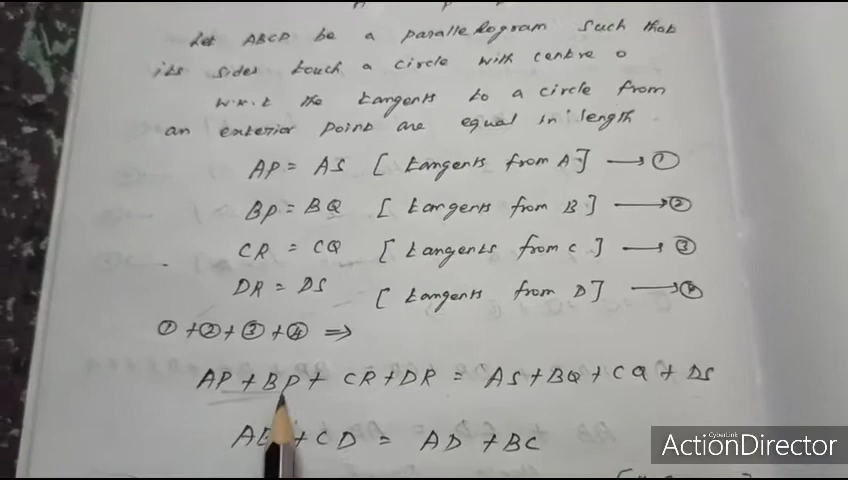 Let ABCD be a parallelogram such that
its sides touch a circle with centre o
w.k.t the tangents to a circle from
an exterior point are equal in length
AP = AS [ tangents from A ] → ①
BP = BQ [ tangents from B ] → ②
CR = CQ [ tangents from C ] → ③
DR = DS [ tangents from D ] → ④
① + ② + ③ + ④ ⇒
AP + BP + CR + DR = AS + BQ + CQ + DS
+ CD = AD + BC
CyberLink
ActionDirector